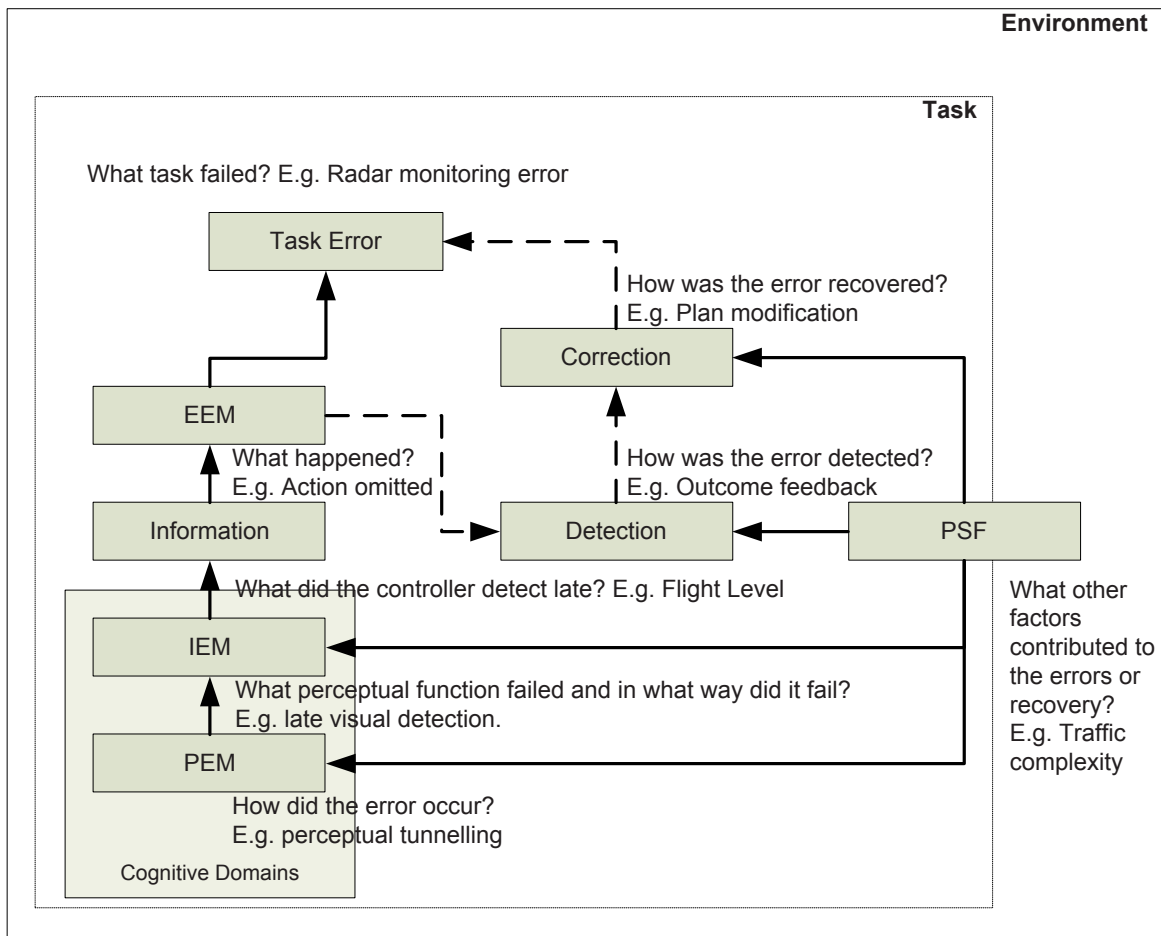 Environment
Task
What task failed? E.g. Radar monitoring error
Task Error
How was the error recovered?
E.g. Plan modification
Correction
EEM
What happened?
E.g. Action omitted
How was the error detected?
E.g. Outcome feedback
Information
Detection
PSF
What did the controller detect late? E.g. Flight Level
What other
factors
contributed to
the errors or
recovery?
E.g. Traffic
complexity
IEM
What perceptual function failed and in what way did it fail?
E.g. late visual detection.
PEM
How did the error occur?
E.g. perceptual tunnelling
Cognitive Domains